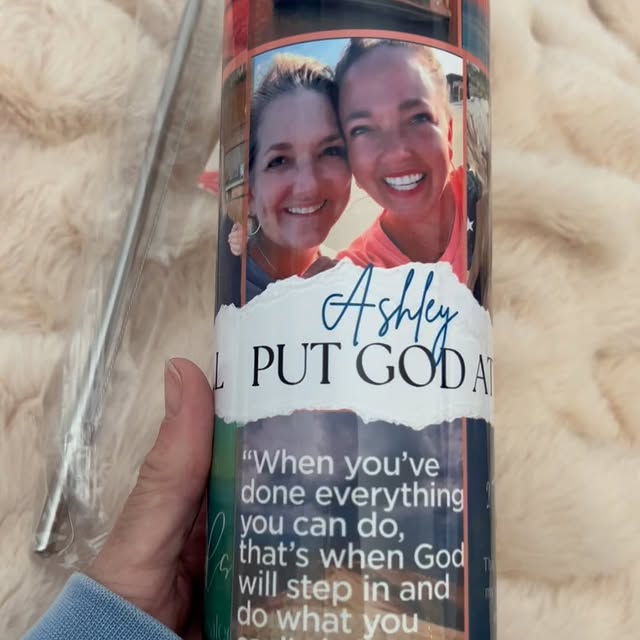 Ashley
L PUT GOD AT
"When you've
done everything
you can do,
that's when God
will step in and
do what you